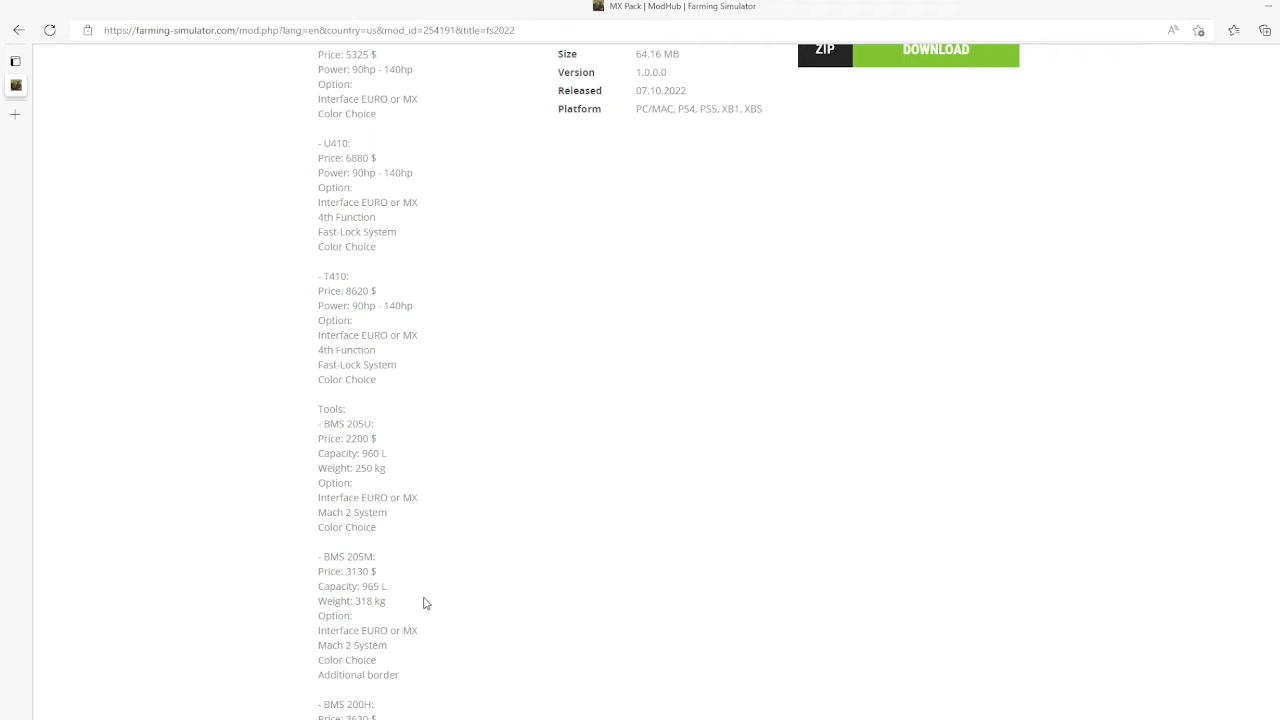 MX Pack | ModHub | Farming Simulator
https://farming-simulator.com/mod.php?lang=en&country=us&mod_id=254191&title=fs2022
Price: 5325 $
Power: 90hp - 140hp
Option:
Interface EURO or MX
Color Choice
- U410:
Price: 6880 $
Power: 90hp - 140hp
Option:
Interface EURO or MX
4th Function
Fast-Lock System
Color Choice
- T410:
Price: 8620 $
Power: 90hp - 140hp
Option:
Interface EURO or MX
4th Function
Fast-Lock System
Color Choice
Tools:
- BMS 205U:
Price: 2200 $
Capacity: 960 L
Weight: 250 kg
Option:
Interface EURO or MX
Mach 2 System
Color Choice
- BMS 205M:
Price: 3130 $
Capacity: 965 L
Weight: 318 kg
Option:
Interface EURO or MX
Mach 2 System
Color Choice
Additional border
- BMS 200H:
Price: 3630 $
Size 64.16 MB
Version 1.0.0.0
Released 07.10.2022
Platform PC/MAC, PS4, PS5, XB1, XBS
ZIP DOWNLOAD